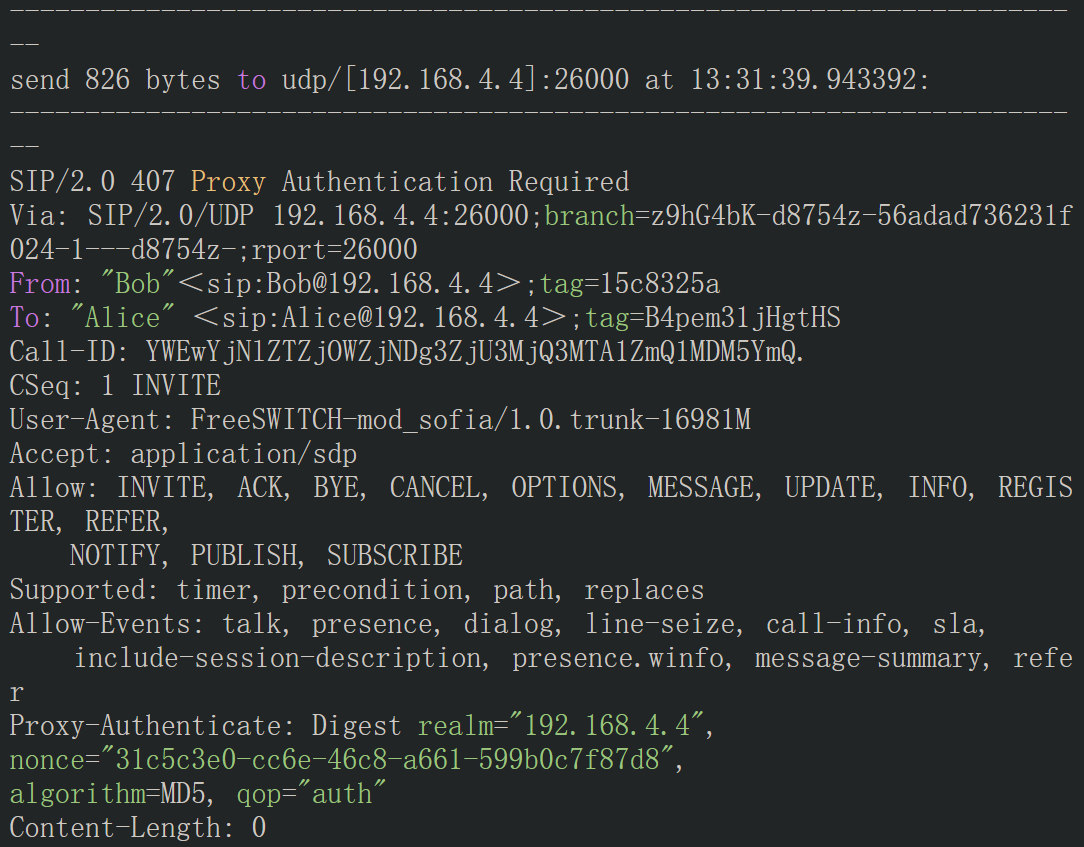 ------------------------------------------------------------------------
--
send 826 bytes to udp/[192.168.4.4]:26000 at 13:31:39.943392:
------------------------------------------------------------------------
--
SIP/2.0 407 Proxy Authentication Required
Via: SIP/2.0/UDP 192.168.4.4:26000;branch=z9hG4bK-d8754z-56adad736231f
024-1---d8754z-;rport=26000
From: "Bob"<sip:Bob@192.168.4.4>;tag=15c8325a
To: "Alice" <sip:Alice@192.168.4.4>;tag=B4pem31jHgtHS
Call-ID: YWEwYjNlZTZjOWZjNDg3ZjU3MjQ3MTA1ZmQ1MDM5YmQ.
CSeq: 1 INVITE
User-Agent: FreeSWITCH-mod_sofia/1.0.trunk-16981M
Accept: application/sdp
Allow: INVITE, ACK, BYE, CANCEL, OPTIONS, MESSAGE, UPDATE, INFO, REGIS
TER, REFER,
NOTIFY, PUBLISH, SUBSCRIBE
Supported: timer, precondition, path, replaces
Allow-Events: talk, presence, dialog, line-seize, call-info, sla,
include-session-description, presence.winfo, message-summary, refe
r
Proxy-Authenticate: Digest realm="192.168.4.4",
nonce="31c5c3e0-cc6e-46c8-a661-599b0c7f87d8",
algorithm=MD5, qop="auth"
Content-Length: 0